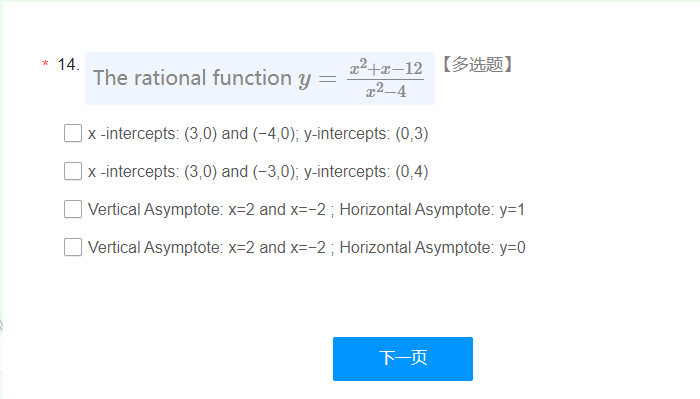 * 14. The rational function $y = \frac{x^2+x-12}{x^2-4}$ 【多选题】
x -intercepts: (3,0) and (−4,0); y-intercepts: (0,3)
x -intercepts: (3,0) and (−3,0); y-intercepts: (0,4)
Vertical Asymptote: x=2 and x=−2 ; Horizontal Asymptote: y=1
Vertical Asymptote: x=2 and x=−2 ; Horizontal Asymptote: y=0
下一页